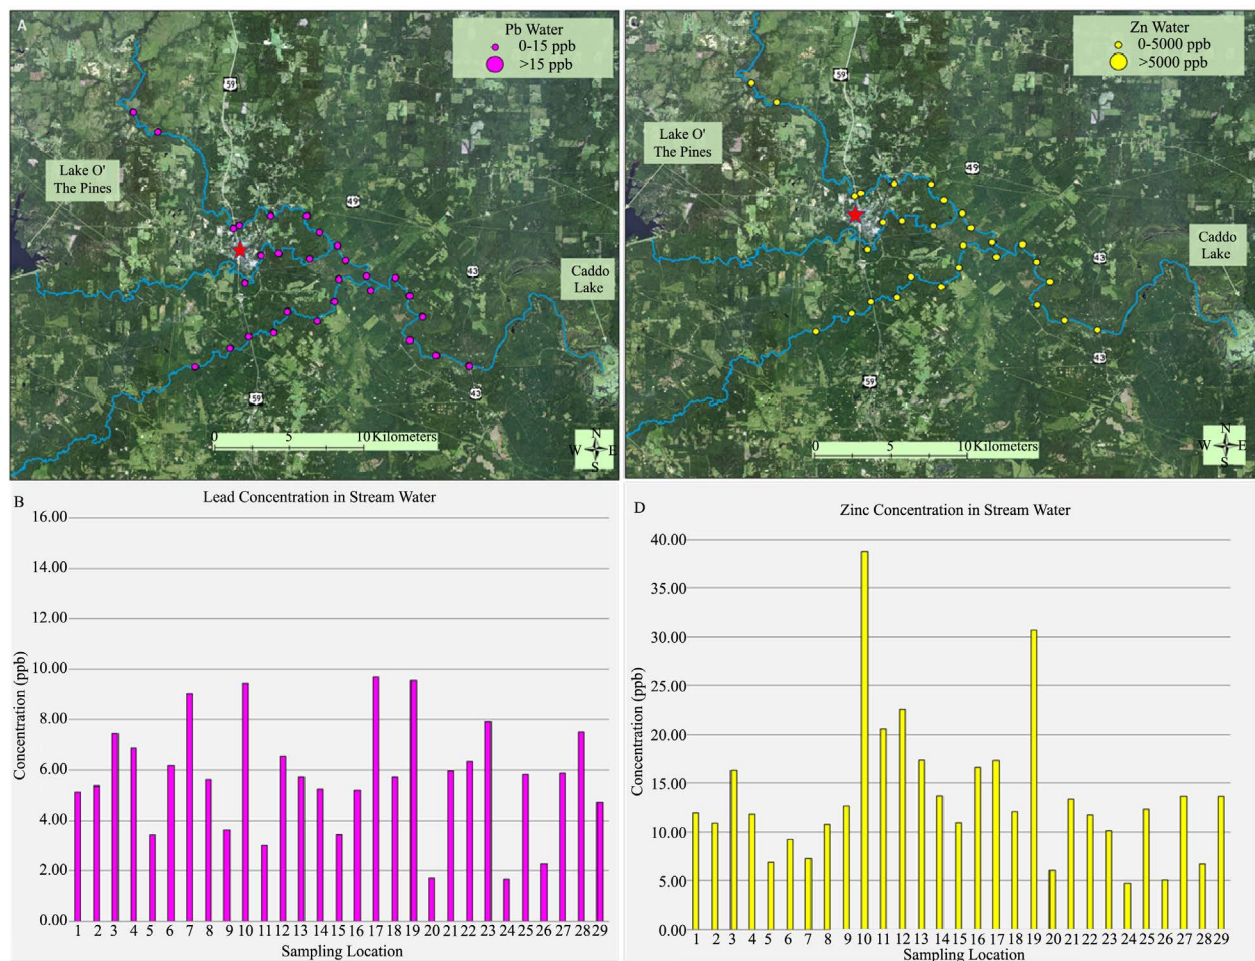 A
Pb Water
0-15 ppb
>15 ppb
59
Lake O'
The Pines
49
43
Caddo
Lake
59
43
0 5 10 Kilometers
N
W E
S
C
Zn Water
0-5000 ppb
>5000 ppb
59
Lake O'
The Pines
49
Caddo
Lake
43
43
59
0 5 10 Kilometers
N
W E
S
B
Lead Concentration in Stream Water
16.00
14.00
12.00
10.00
8.00
6.00
4.00
2.00
0.00
Concentration (ppb)
1 2 3 4 5 6 7 8 9 10 11 12 13 14 15 16 17 18 19 20 21 22 23 24 25 26 27 28 29
Sampling Location
D
Zinc Concentration in Stream Water
40.00
35.00
30.00
25.00
20.00
15.00
10.00
5.00
0.00
Concentration (ppb)
1 2 3 4 5 6 7 8 9 10 11 12 13 14 15 16 17 18 19 20 21 22 23 24 25 26 27 28 29
Sampling Location